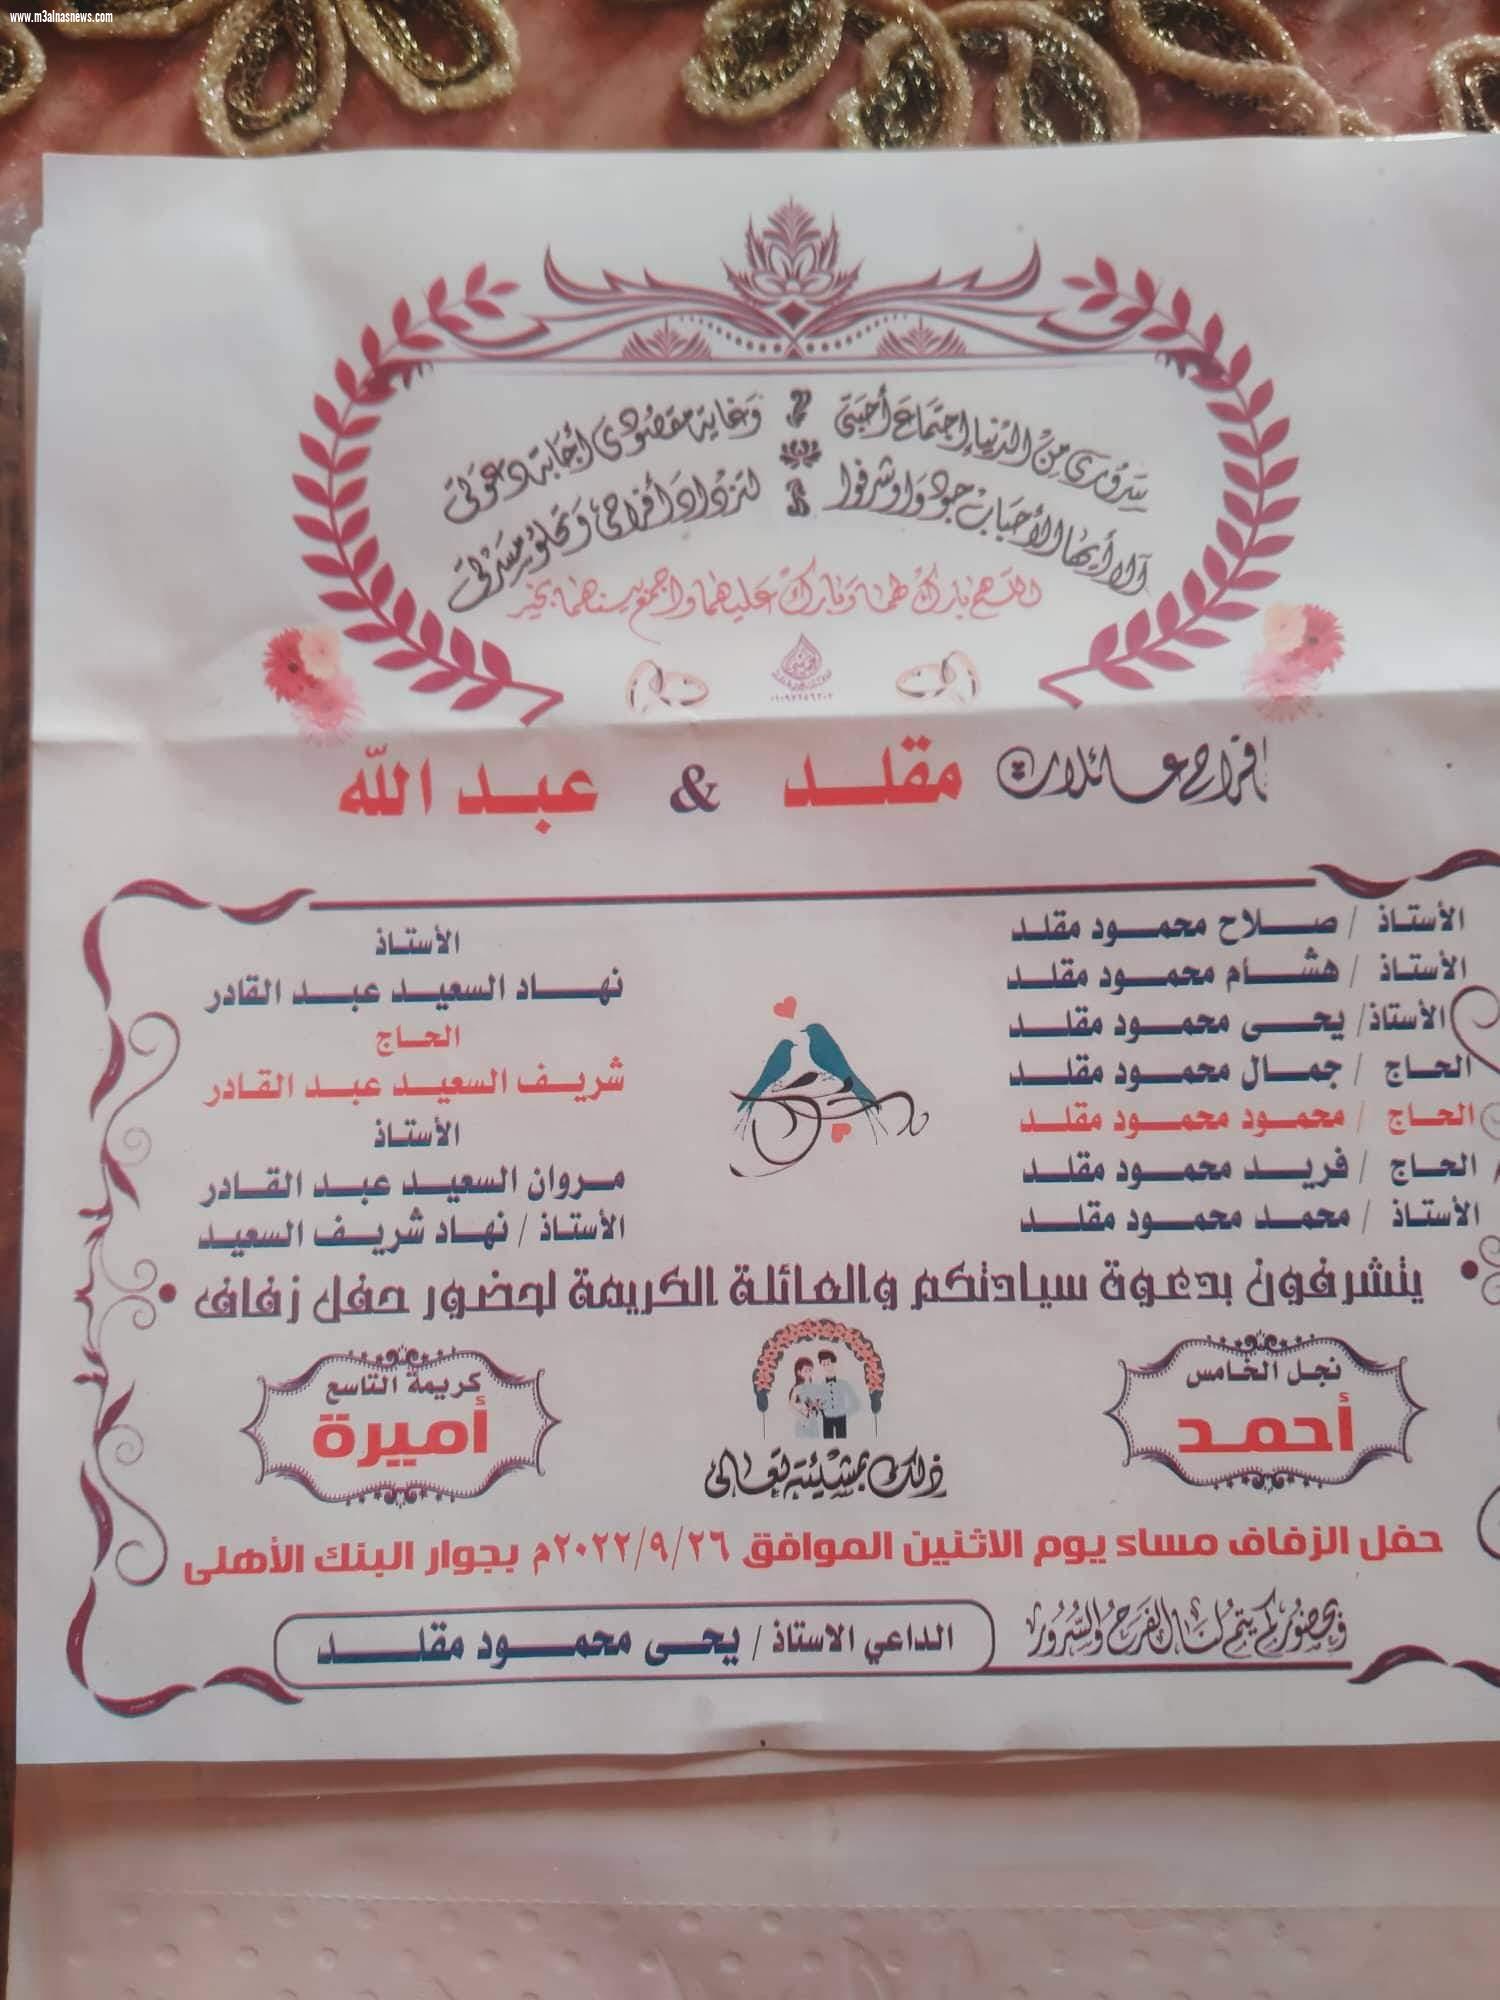 www.m3alnasnews.com
سروري من الدنيا إجتماع أحبتي وغاية مقصودي أجابة دعوتي
ألا أيها الأحباب جودوا وشرفوا لتزداد أفراحي وتحلو مسرتي
اللهم بارك لهما وبارك عليهما واجمع بينهما بخير
افراح عائلات مقلد & عبد الله
الأستاذ / صلاح محمود مقلد
الأستاذ / هشام محمود مقلد
الأستاذ / يحى محمود مقلد
الحاج / جمال محمود مقلد
الحاج / محمود محمود مقلد
الحاج / فريد محمود مقلد
الأستاذ / محمد محمود مقلد
الأستاذ
نهاد السعيد عبد القادر
الحاج
شريف السعيد عبد القادر
الأستاذ
مروان السعيد عبد القادر
الأستاذ / نهاد شريف السعيد
يتشرفون بدعوة سيادتكم والعائلة الكريمة لحضور حفل زفاف
نجل الخامس
أحمد
كريمة التاسع
أميرة
ذلك بمشيئة تعالى
حفل الزفاف مساء يوم الاثنين الموافق ٢٠٢٢/٩/٢٦م بجوار البنك الأهلى
وبحضوركم يتم لنا الفرح والسرور
الداعي الاستاذ / يحى محمود مقلد